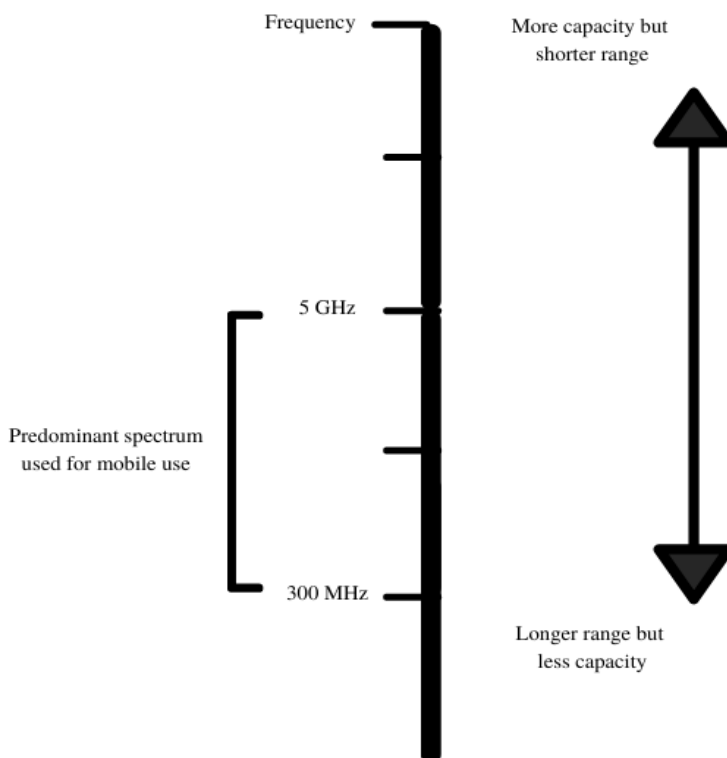 Frequency
More capacity but
shorter range
5 GHz
Predominant spectrum
used for mobile use
300 MHz
Longer range but
less capacity